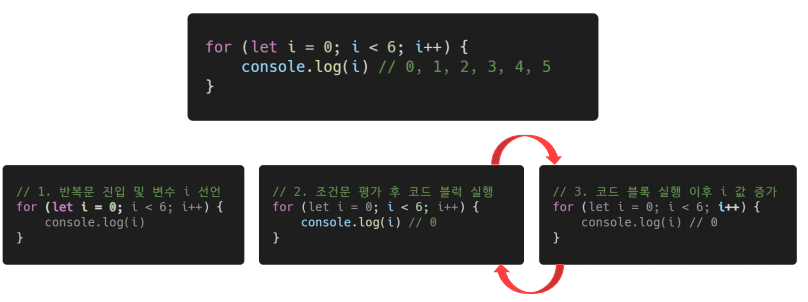 for (let i = 0; i < 6; i++) {
    console.log(i) // 0, 1, 2, 3, 4, 5
}
// 1. 반복문 진입 및 변수 i 선언
for (let i = 0; i < 6; i++) {
    console.log(i)
}
// 2. 조건문 평가 후 코드 블럭 실행
for (let i = 0; i < 6; i++) {
    console.log(i) // 0
}
// 3. 코드 블록 실행 이후 i 값 증가
for (let i = 0; i < 6; i++) {
    console.log(i) // 0
}